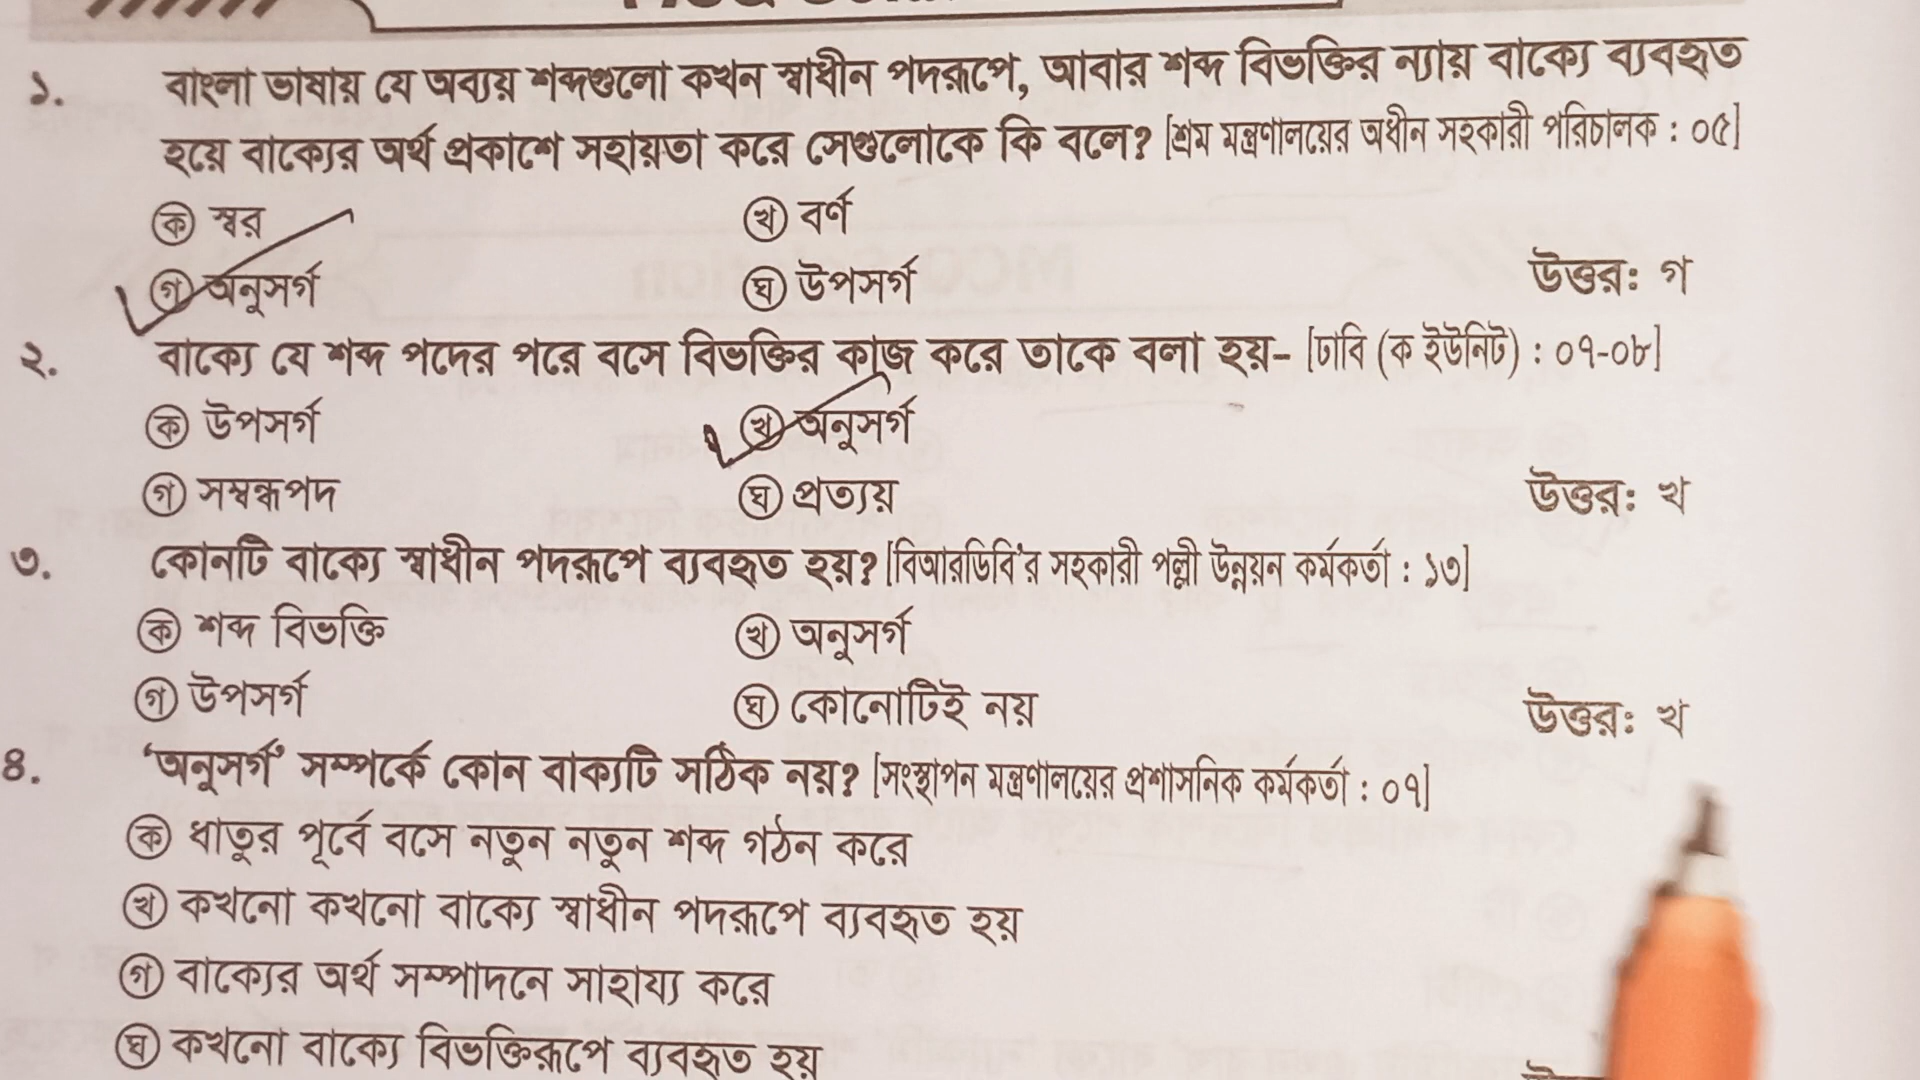 ১. বাংলা ভাষায় যে অব্যয় শব্দগুলো কখন স্বাধীন পদরূপে, আবার শব্দ বিভক্তির ন্যায় বাক্যে ব্যবহৃত
হয়ে বাক্যের অর্থ প্রকাশে সহায়তা করে সেগুলোকে কি বলে? [শ্রম মন্ত্রণালয়ের অধীন সহকারী পরিচালক : ০৫]
ক স্বর খ বর্ণ
গ অনুসর্গ ঘ উপসর্গ উত্তর: গ
২. বাক্যে যে শব্দ পদের পরে বসে বিভক্তির কাজ করে তাকে বলা হয়- [ঢাবি (ক ইউনিট) : ০৭-০৮]
ক উপসর্গ খ অনুসর্গ
গ সম্বন্ধপদ ঘ প্রত্যয় উত্তর: খ
৩. কোনটি বাক্যে স্বাধীন পদরূপে ব্যবহৃত হয়? [বিআরডিবি'র সহকারী পল্লী উন্নয়ন কর্মকর্তা : ১৩]
ক শব্দ বিভক্তি খ অনুসর্গ
গ উপসর্গ ঘ কোনোটিই নয় উত্তর: খ
৪. ‘অনুসর্গ’ সম্পর্কে কোন বাক্যটি সঠিক নয়? [সংস্থাপন মন্ত্রণালয়ের প্রশাসনিক কর্মকর্তা : ০৭]
ক ধাতুর পূর্বে বসে নতুন নতুন শব্দ গঠন করে
খ কখনো কখনো বাক্যে স্বাধীন পদরূপে ব্যবহৃত হয়
গ বাক্যের অর্থ সম্পাদনে সাহায্য করে
ঘ কখনো বাক্যে বিভক্তিরূপে ব্যবহৃত হয়